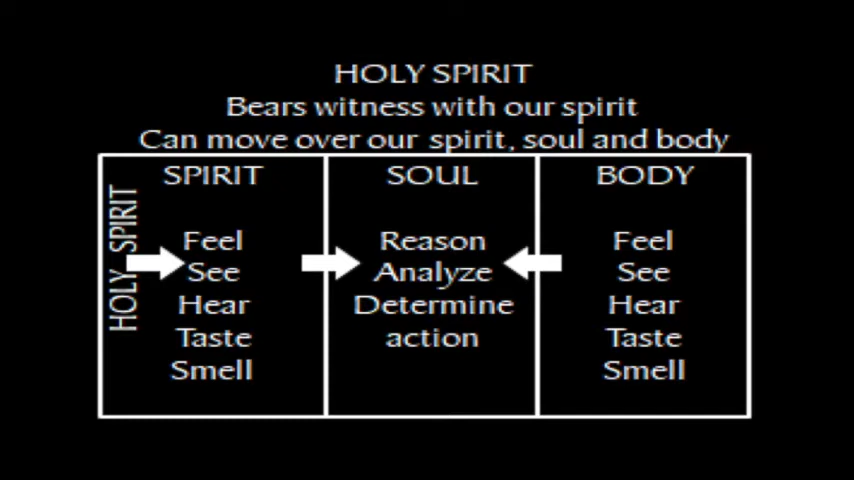 HOLY SPIRIT
Bears witness with our spirit
Can move over our spirit, soul and body
HOLY SPIRIT
SPIRIT
Feel
See
Hear
Taste
Smell
SOUL
Reason
Analyze
Determine
action
BODY
Feel
See
Hear
Taste
Smell